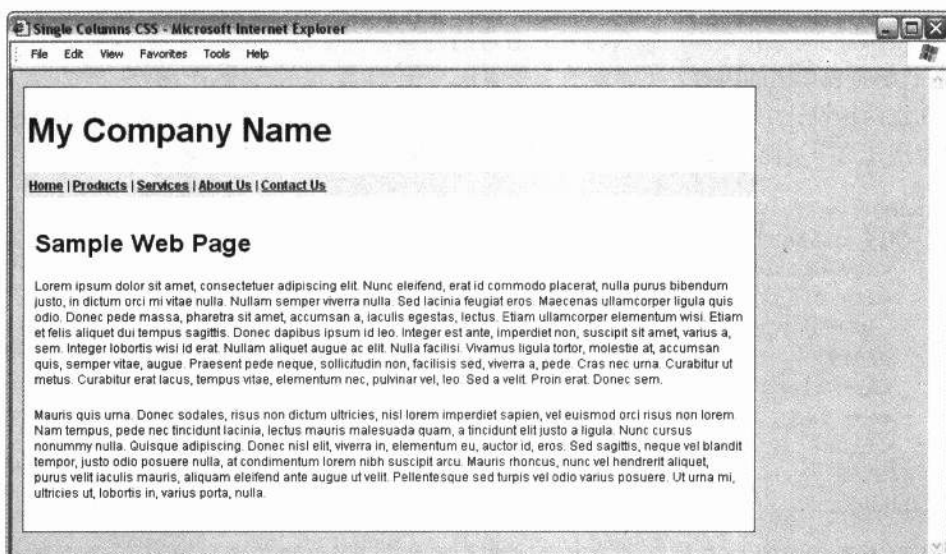 Single Columns CSS - Microsoft Internet Explorer
File Edit View Favorites Tools Help
My Company Name
Home | Products | Services | About Us | Contact Us
Sample Web Page
Lorem ipsum dolor sit amet, consectetuer adipiscing elit. Nunc eleifend, erat id commodo placerat, nulla purus bibendum
justo, in dictum orci mi vitae nulla. Nullam semper viverra nulla. Sed lacinia feugiat eros. Maecenas ullamcorper ligula quis
odio. Donec pede massa, pharetra sit amet, accumsan a, iaculis egestas, lectus. Etiam ullamcorper elementum wisi. Etiam
et felis aliquet dui tempus sagittis. Donec dapibus ipsum id leo. Integer est ante, imperdiet non, suscipit sit amet, varius a,
sem. Integer lobortis wisi id erat. Nullam aliquet augue ac elit. Nulla facilisi. Vivamus ligula tortor, molestie at, accumsan
quis, semper vitae, augue. Praesent pede neque, sollicitudin non, facilisis sed, viverra a, pede. Cras nec urna. Curabitur ut
metus. Curabitur erat lacus, tempus vitae, elementum nec, pulvinar vel, leo. Sed a velit. Proin erat. Donec sem.
Mauris quis urna. Donec sodales, risus non dictum ultricies, nisl lorem imperdiet sapien, vel euismod orci risus non lorem.
Nam tempus, pede nec tincidunt lacinia, lectus mauris malesuada quam, a tincidunt elit justo a ligula. Nunc cursus
nonummy nulla. Quisque adipiscing. Donec nisl elit, viverra in, elementum eu, auctor id, eros. Sed sagittis, neque vel blandit
tempor, justo odio posuere nulla, at condimentum lorem nibh suscipit arcu. Mauris rhoncus, nunc vel hendrerit aliquet,
purus velit iaculis mauris, aliquam eleifend ante augue ut velit. Pellentesque sed turpis vel odio varius posuere. Ut urna mi,
ultricies ut, lobortis in, varius porta, nulla.